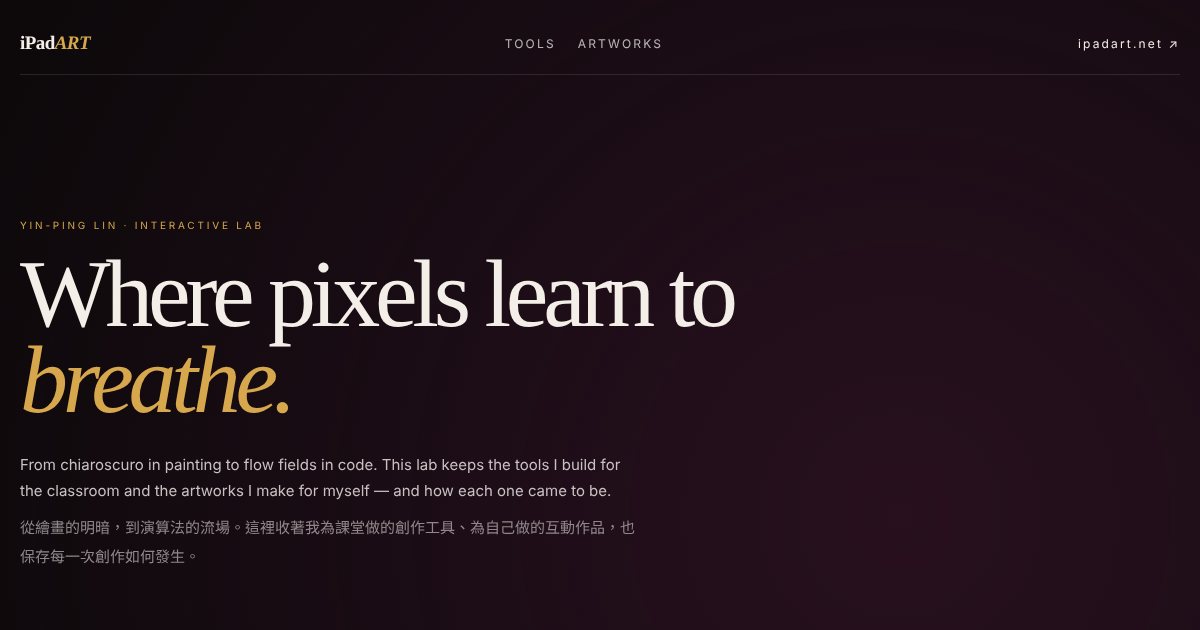 iPadART
TOOLS ARTWORKS
ipadart.net ↗
YIN-PING LIN · INTERACTIVE LAB
Where pixels learn to
breathe.
From chiaroscuro in painting to flow fields in code. This lab keeps the tools I build for
the classroom and the artworks I make for myself — and how each one came to be.
從繪畫的明暗，到演算法的流場。這裡收著我為課堂做的創作工具、為自己做的互動作品，也
保存每一次創作如何發生。